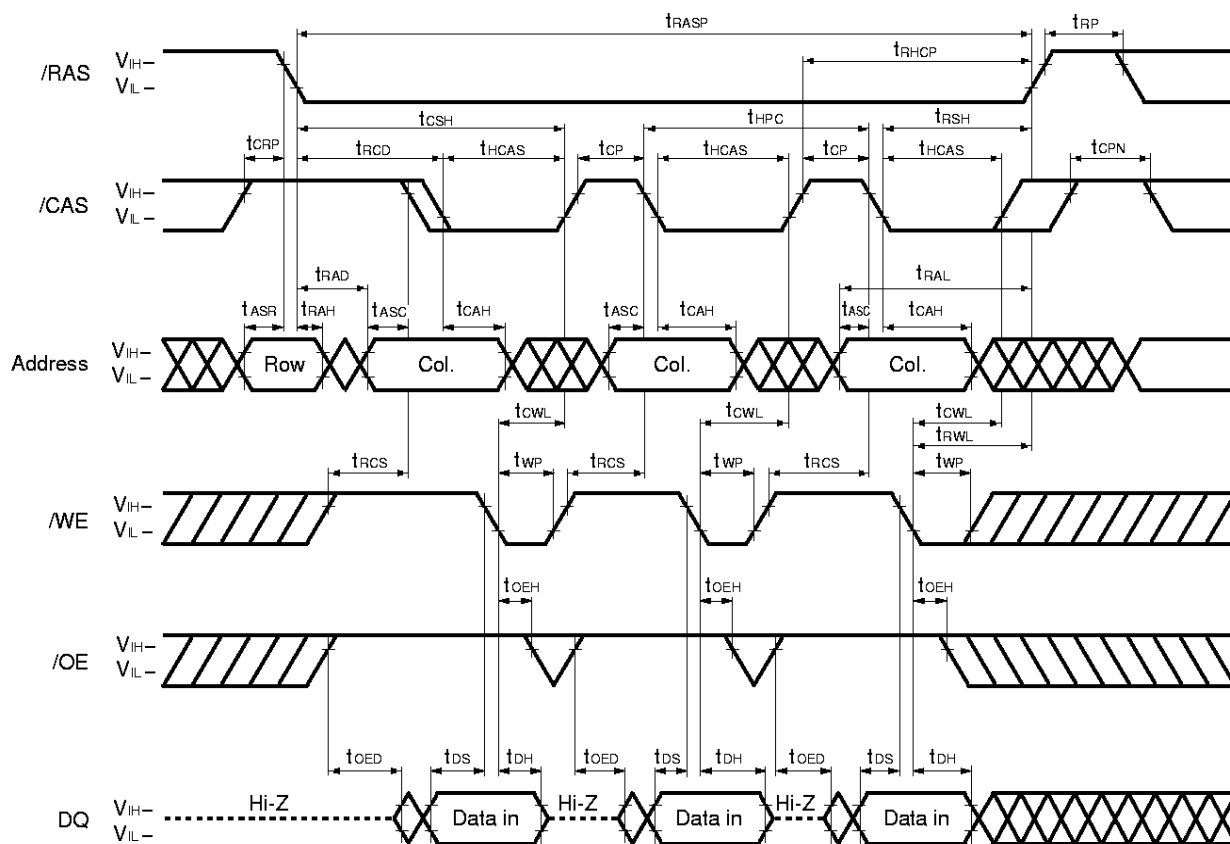 tRASP
tRP
tRHCP
/RAS
VIH–
VIL–
tCSH
tHPC
tRSH
tCRP
tRCD
tHCAS
tCP
tHCAS
tCP
tHCAS
tCPN
/CAS
VIH–
VIL–
tRAD
tRAL
tASR
tRAH
tASC
tCAH
tASC
tCAH
tASC
tCAH
Address
VIH–
VIL–
Row
Col.
Col.
Col.
tCWL
tCWL
tCWL
tRWL
tRCS
tWP
tRCS
tWP
tRCS
tWP
/WE
VIH–
VIL–
tOEH
tOEH
tOEH
/OE
VIH–
VIL–
tOED
tDS
tDH
tOED
tDS
tDH
tOED
tDS
tDH
DQ
VIH–
VIL–
Hi-Z
Data in
Hi-Z
Data in
Hi-Z
Data in